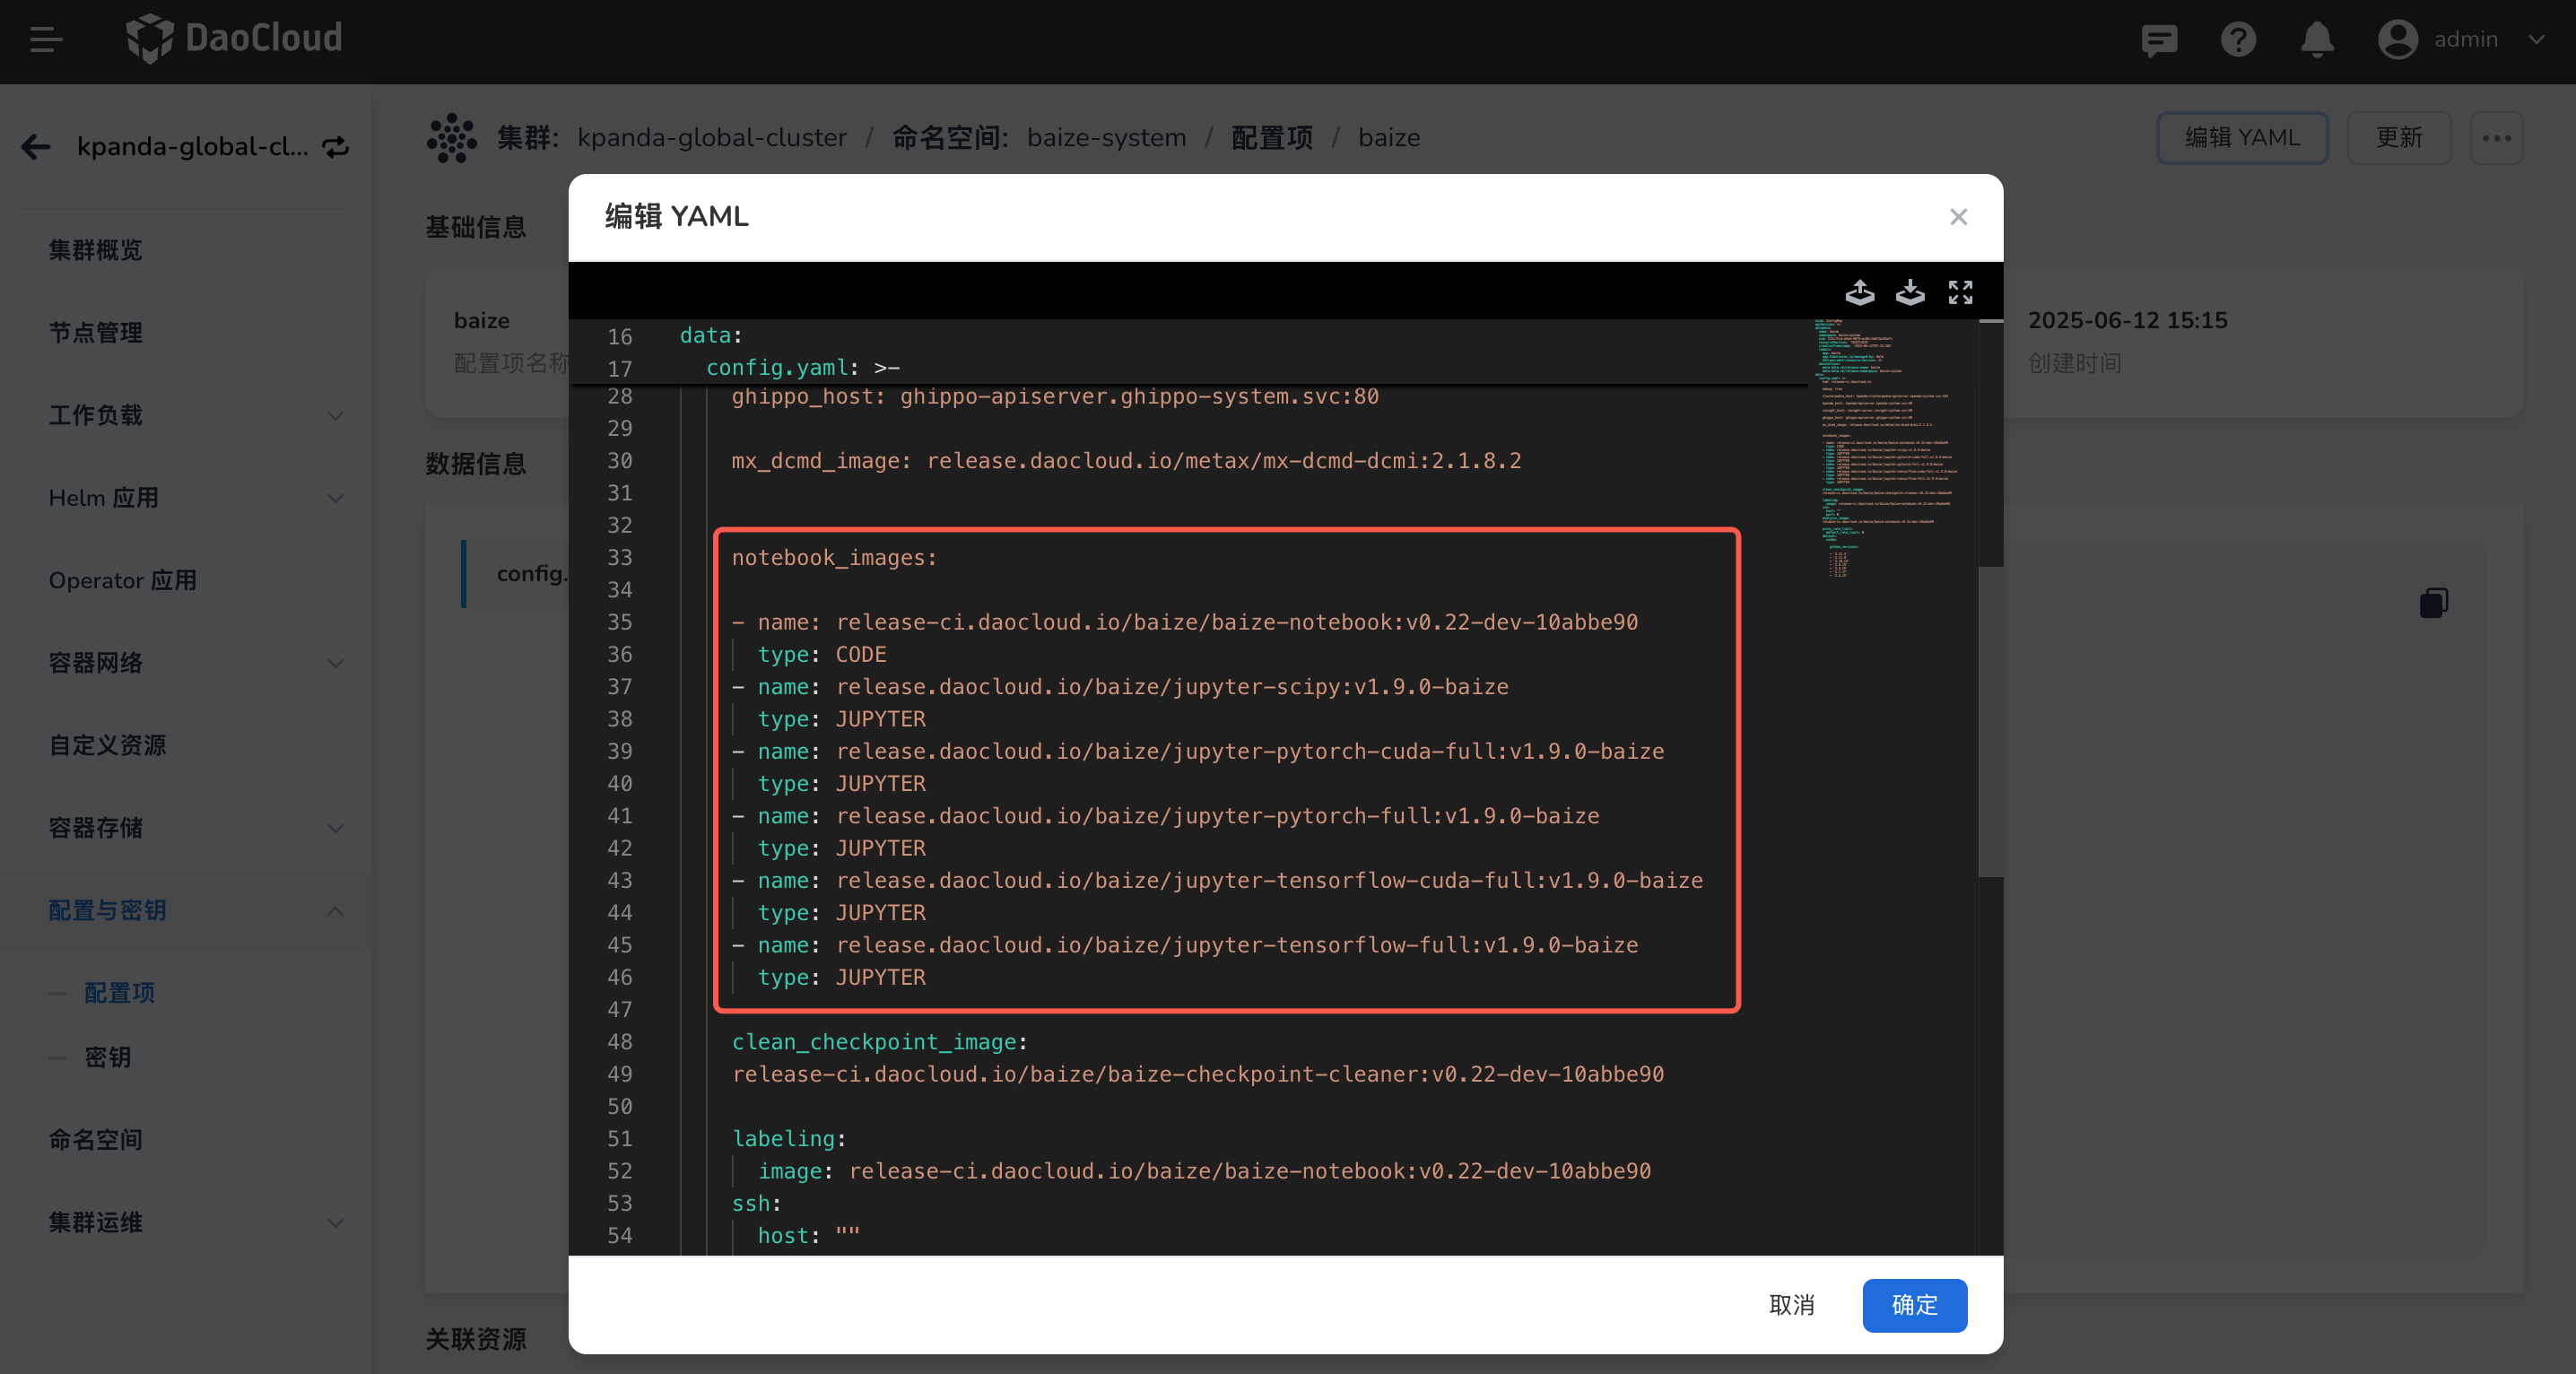 DaoCloud
admin
kpanda-global-cl...
集群: kpanda-global-cluster / 命名空间: baize-system / 配置项 / baize
编辑 YAML
更新
集群概览
节点管理
工作负载
Helm 应用
Operator 应用
容器网络
自定义资源
容器存储
配置与密钥
配置项
密钥
命名空间
集群运维
基础信息
baize
配置项名称
2025-06-12 15:15
创建时间
数据信息
config.
关联资源
编辑 YAML
16 data:
17 config.yaml: >-
28 ghippo_host: ghippo-apiserver.ghippo-system.svc:80
29
30 mx_dcmd_image: release.daocloud.io/metax/mx-dcmd-dcmi:2.1.8.2
31
32
33 notebook_images:
34
35 - name: release-ci.daocloud.io/baize/baize-notebook:v0.22-dev-10abbe90
36 type: CODE
37 - name: release.daocloud.io/baize/jupyter-scipy:v1.9.0-baize
38 type: JUPYTER
39 - name: release.daocloud.io/baize/jupyter-pytorch-cuda-full:v1.9.0-baize
40 type: JUPYTER
41 - name: release.daocloud.io/baize/jupyter-pytorch-full:v1.9.0-baize
42 type: JUPYTER
43 - name: release.daocloud.io/baize/jupyter-tensorflow-cuda-full:v1.9.0-baize
44 type: JUPYTER
45 - name: release.daocloud.io/baize/jupyter-tensorflow-full:v1.9.0-baize
46 type: JUPYTER
47
48 clean_checkpoint_image:
49 release-ci.daocloud.io/baize/baize-checkpoint-cleaner:v0.22-dev-10abbe90
50
51 labeling:
52 image: release-ci.daocloud.io/baize/baize-notebook:v0.22-dev-10abbe90
53 ssh:
54 host: ""
取消
确定